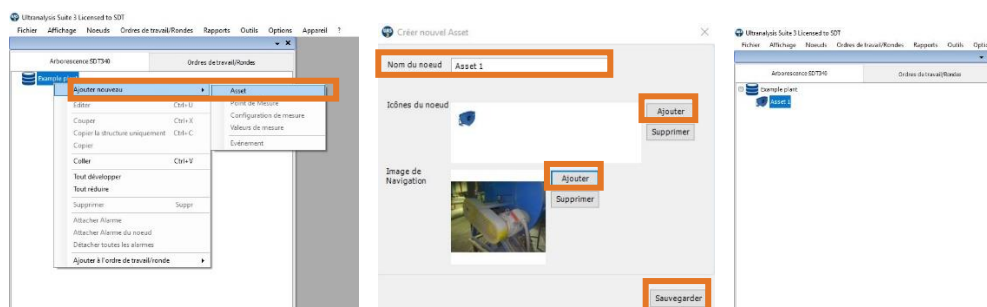 Ultranalysis Suite 3 Licensed to SDT
Fichier Affichage Noeuds Ordres de travail/Rondes Rapports Outils Options Appareil ?
Arborescence SDT340 Ordres de travail/Rondes
Example plant
Ajouter nouveau
Editer Ctrl+U
Couper Ctrl+X
Copier la structure uniquement Ctrl+C
Copier
Coller Ctrl+V
Tout développer
Tout réduire
Supprimer Suppr
Attacher Alarme
Attacher Alarme du noeud
Détacher toutes les alarmes
Ajouter à l'ordre de travail/ronde
Asset
Point de Mesure
Configuration de mesure
Valeurs de mesure
Evénement
Créer nouvel Asset
Nom du noeud Asset 1
Icônes du noeud
Ajouter
Supprimer
Image de
Navigation
Ajouter
Supprimer
Sauvegarder
Ultranalysis Suite 3 Licensed to SDT
Fichier Affichage Noeuds Ordres de travail/Rondes Rapports Outils Optio
Arborescence SDT340 Ordres de travail/Rondes
Example plant
Asset 1